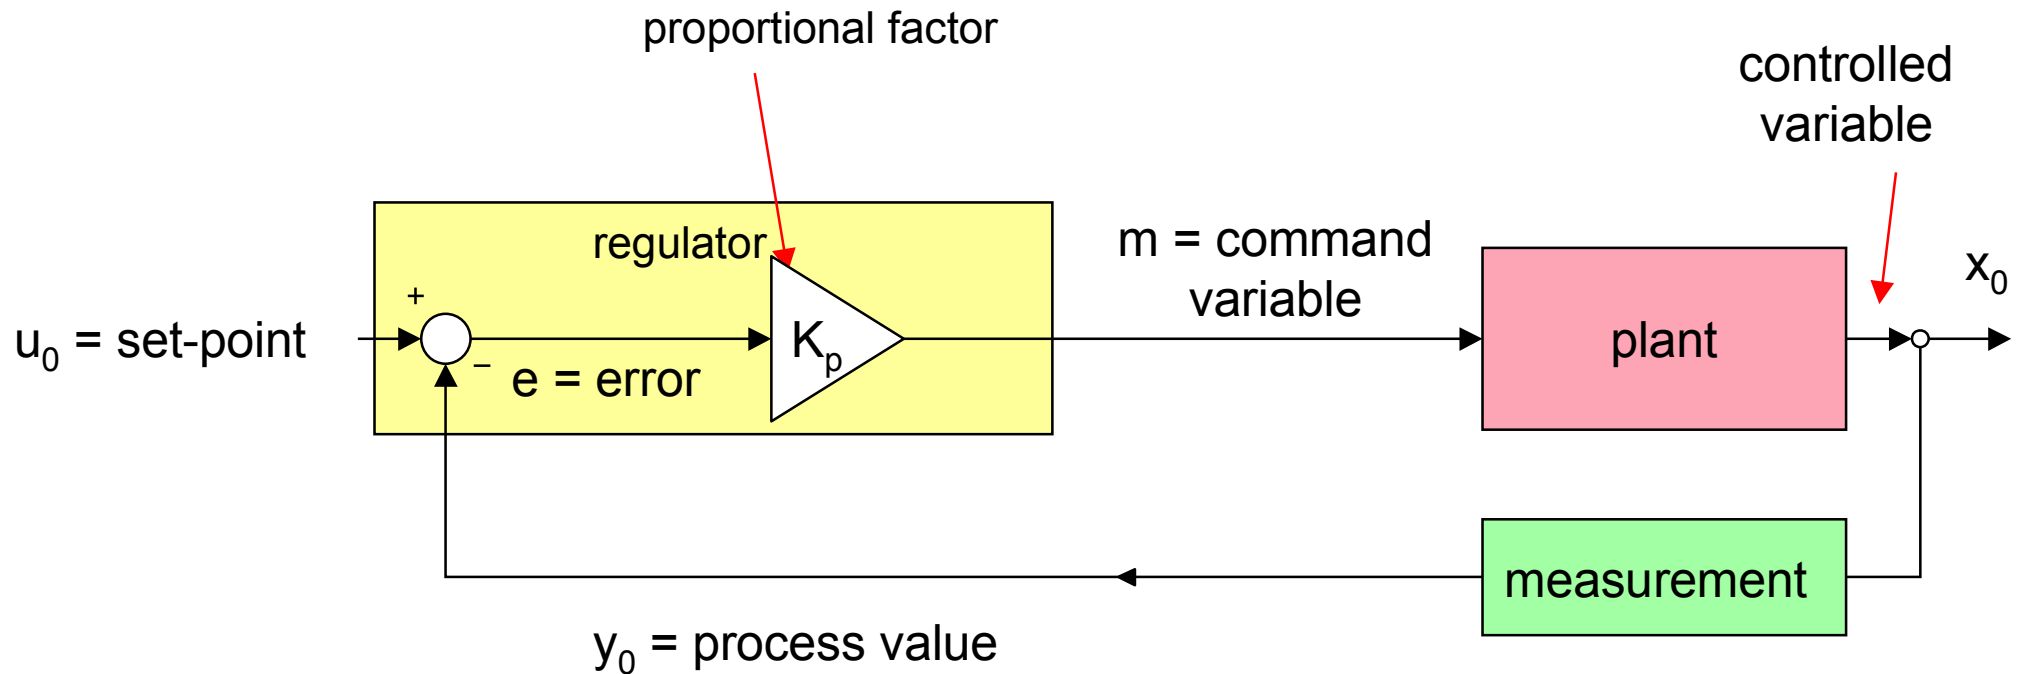 proportional factor
controlled
variable
regulator
m = command
variable
x₀
+
u₀ = set-point
Kₚ
plant
–
e = error
measurement
y₀ = process value